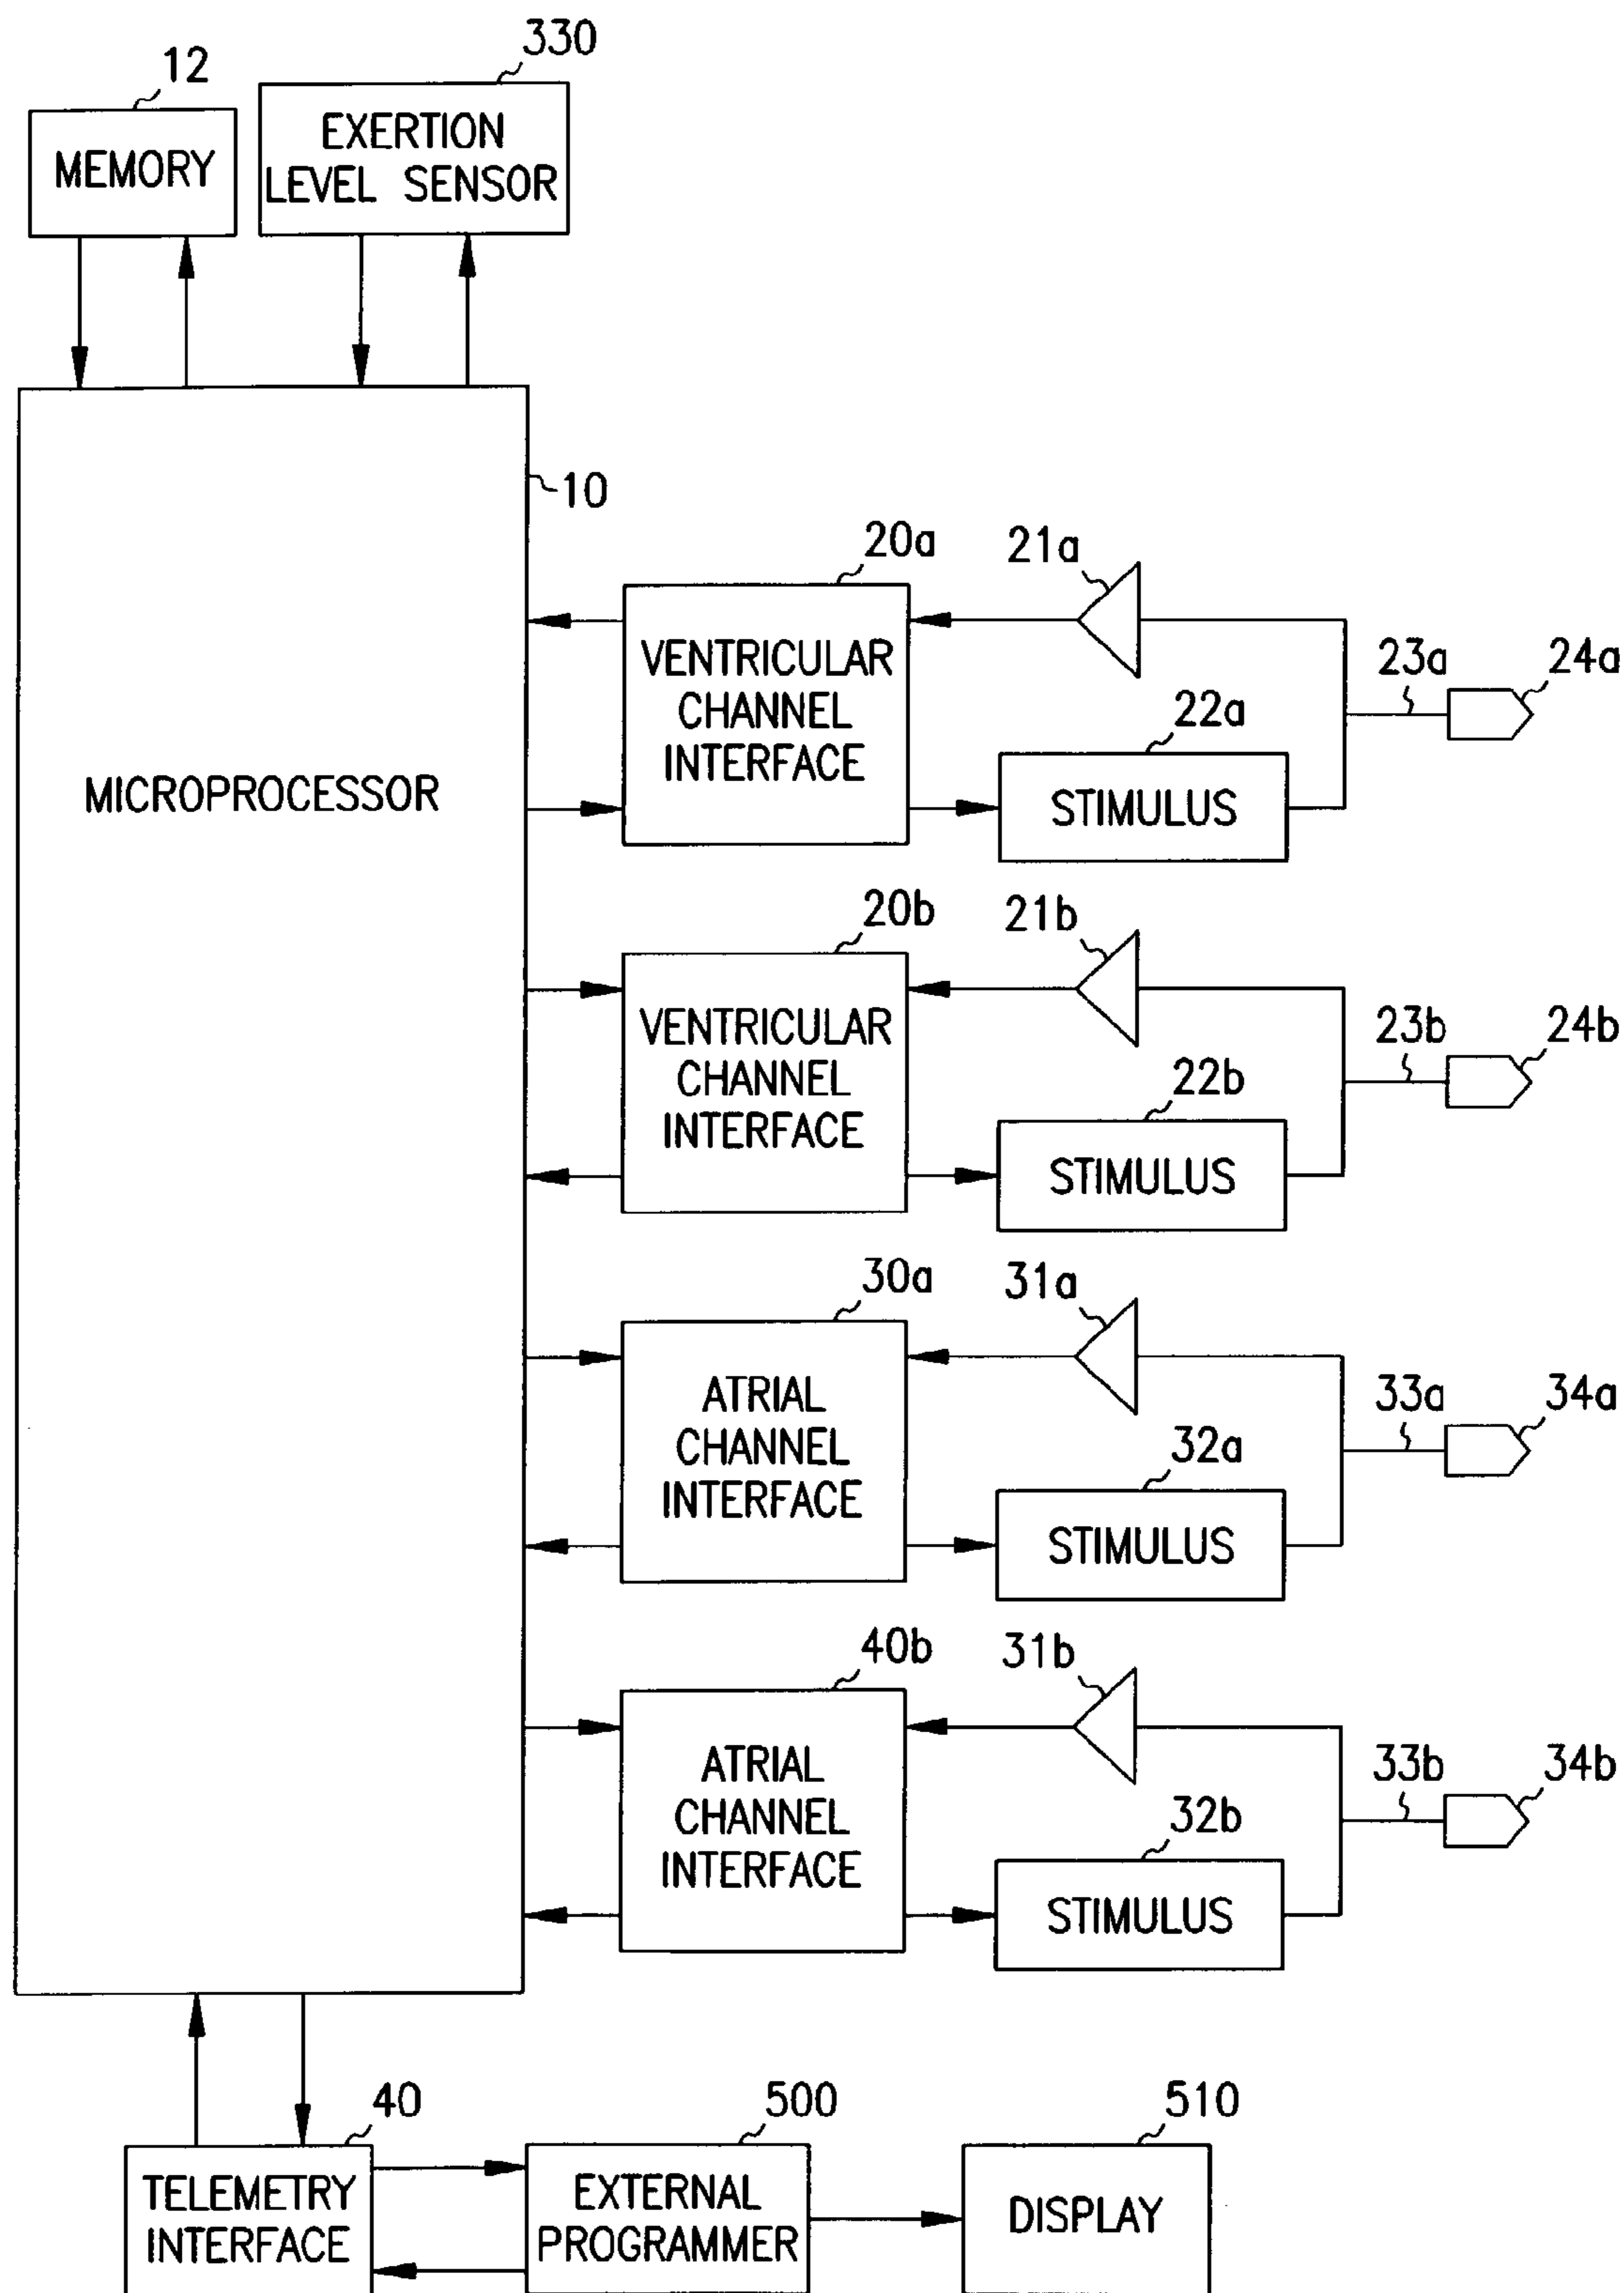 330
12
EXERTION
LEVEL SENSOR
MEMORY
10
MICROPROCESSOR
20a
21a
VENTRICULAR
CHANNEL
INTERFACE
23a
24a
22a
STIMULUS
20b
21b
VENTRICULAR
CHANNEL
INTERFACE
23b
24b
22b
STIMULUS
30a
31a
ATRIAL
CHANNEL
INTERFACE
33a
34a
32a
STIMULUS
40b
31b
ATRIAL
CHANNEL
INTERFACE
33b
34b
32b
STIMULUS
40
TELEMETRY
INTERFACE
500
EXTERNAL
PROGRAMMER
510
DISPLAY